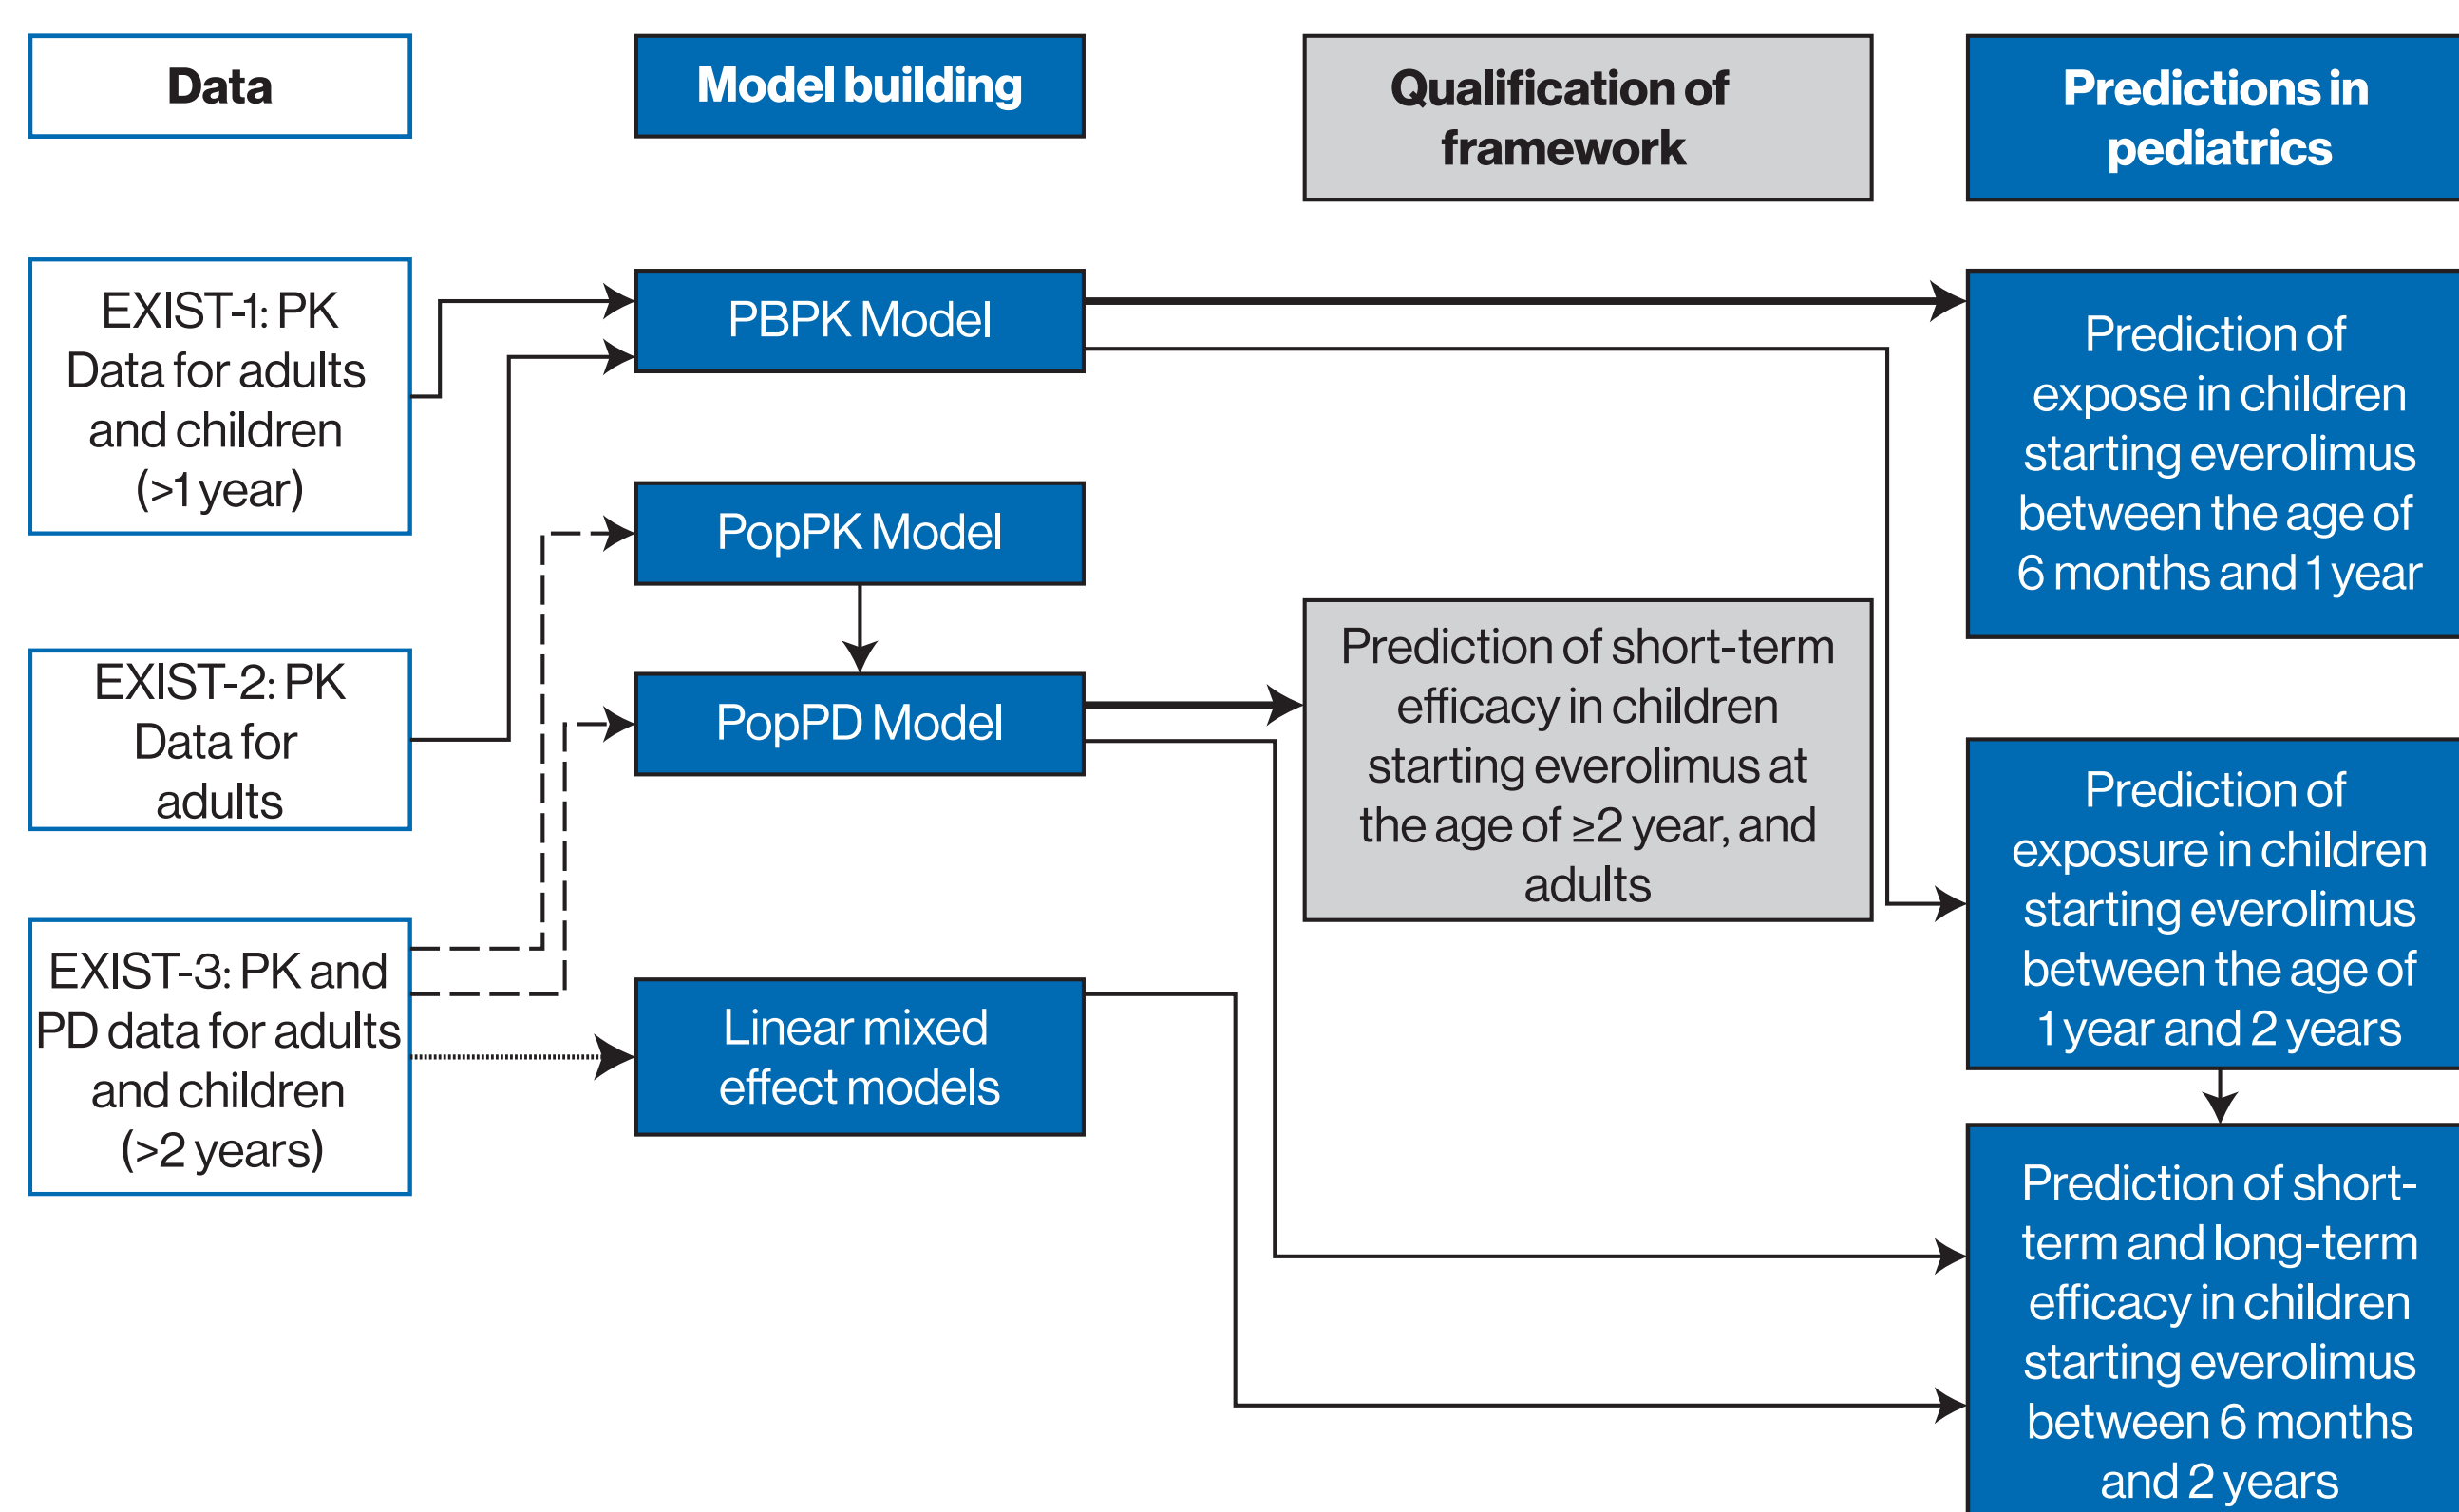 Data
Model building
Qualification of
framework
Predictions in
pediatrics
EXIST-1: PK
Data for adults
and children
(>1 year)
EXIST-2: PK
Data for
adults
EXIST-3: PK and
PD data for adults
and children
(>2 years)
PBPK Model
PopPK Model
PopPD Model
Linear mixed
effect models
Prediction of short-term
efficacy in children
starting everolimus at
the age of ≥2 year, and
adults
Prediction of
expose in children
starting everolimus
between the age of
6 months and 1 year
Prediction of
exposure in children
starting everolimus
between the age of
1 year and 2 years
Prediction of short-
term and long-term
efficacy in children
starting everolimus
between 6 months
and 2 years